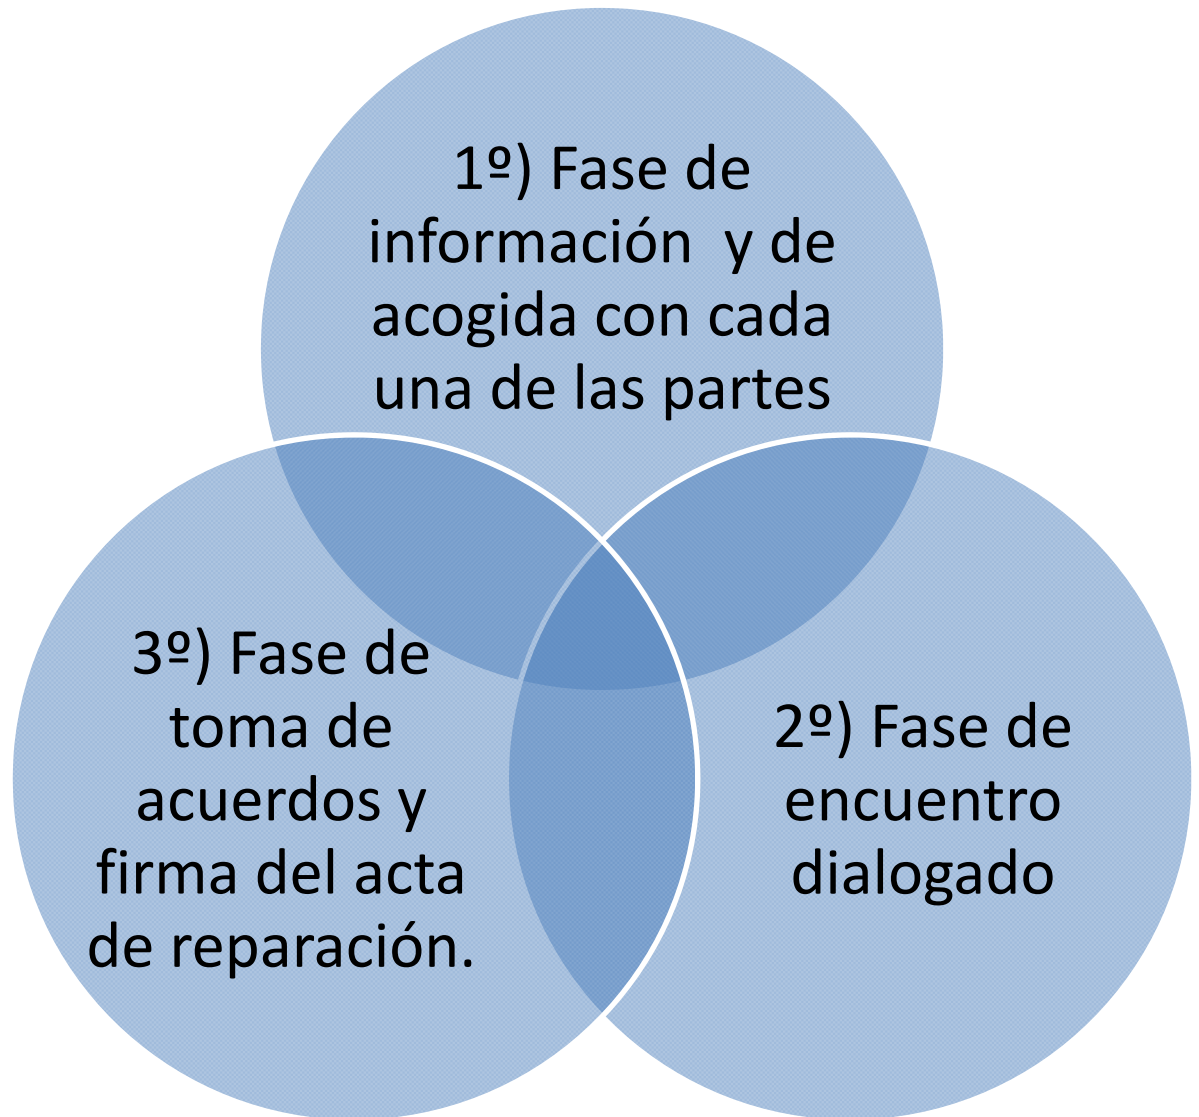 1º) Fase de
información  y de
acogida con cada
una de las partes
2º) Fase de
encuentro
dialogado
3º) Fase de
toma de
acuerdos y
firma del acta
de reparación.